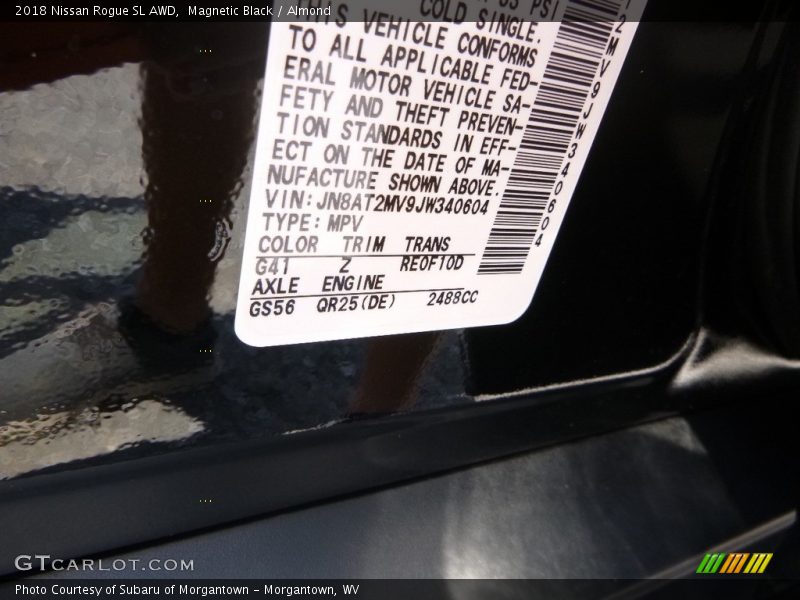 2018 Nissan Rogue SL AWD, Magnetic Black / Almond
COLD SINGLE.
THIS VEHICLE CONFORMS
TO ALL APPLICABLE FED-
ERAL MOTOR VEHICLE SA-
FETY AND THEFT PREVEN-
TION STANDARDS IN EFF-
ECT ON THE DATE OF MA-
NUFACTURE SHOWN ABOVE.
VIN:JN8AT2MV9JW340604
TYPE:MPV
COLOR TRIM TRANS
G41 Z RE0F10D
AXLE ENGINE
GS56 QR25(DE) 2488CC
2MV9JW340604
GTCARLOT.COM
Photo Courtesy of Subaru of Morgantown - Morgantown, WV